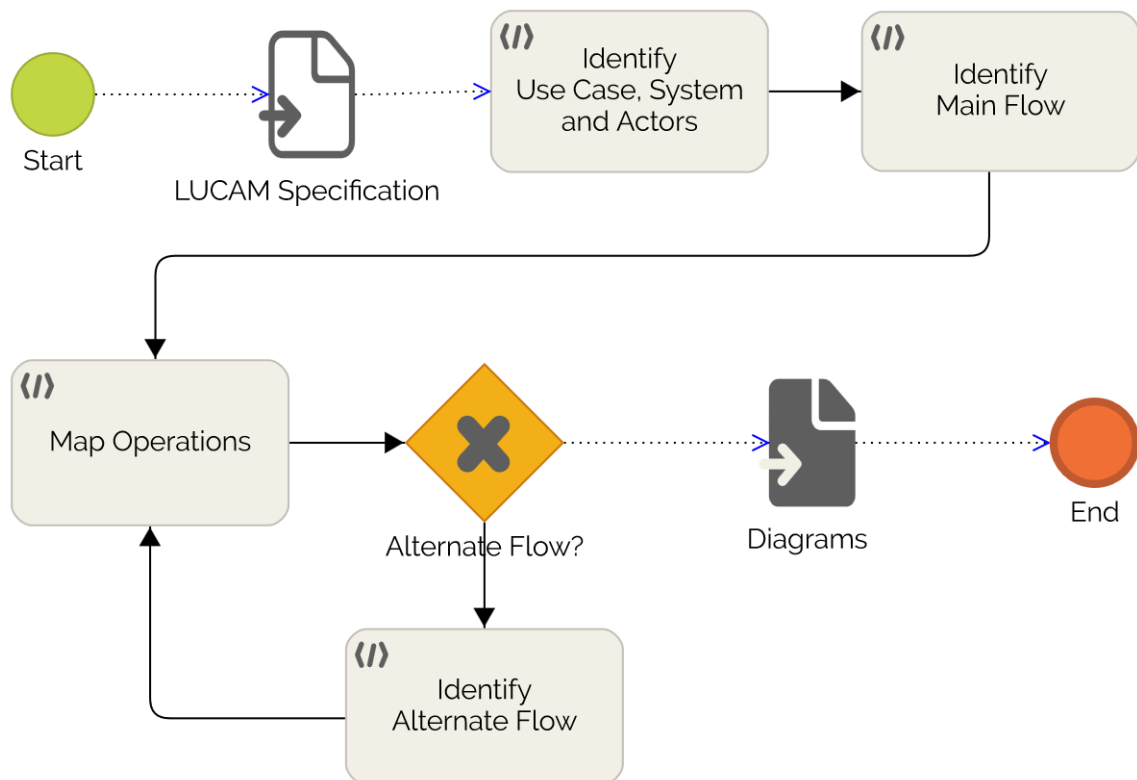 Identify
Use Case, System
and Actors
Identify
Main Flow
Start
LUCAM Specification
Map Operations
Alternate Flow?
Diagrams
End
Identify
Alternate Flow